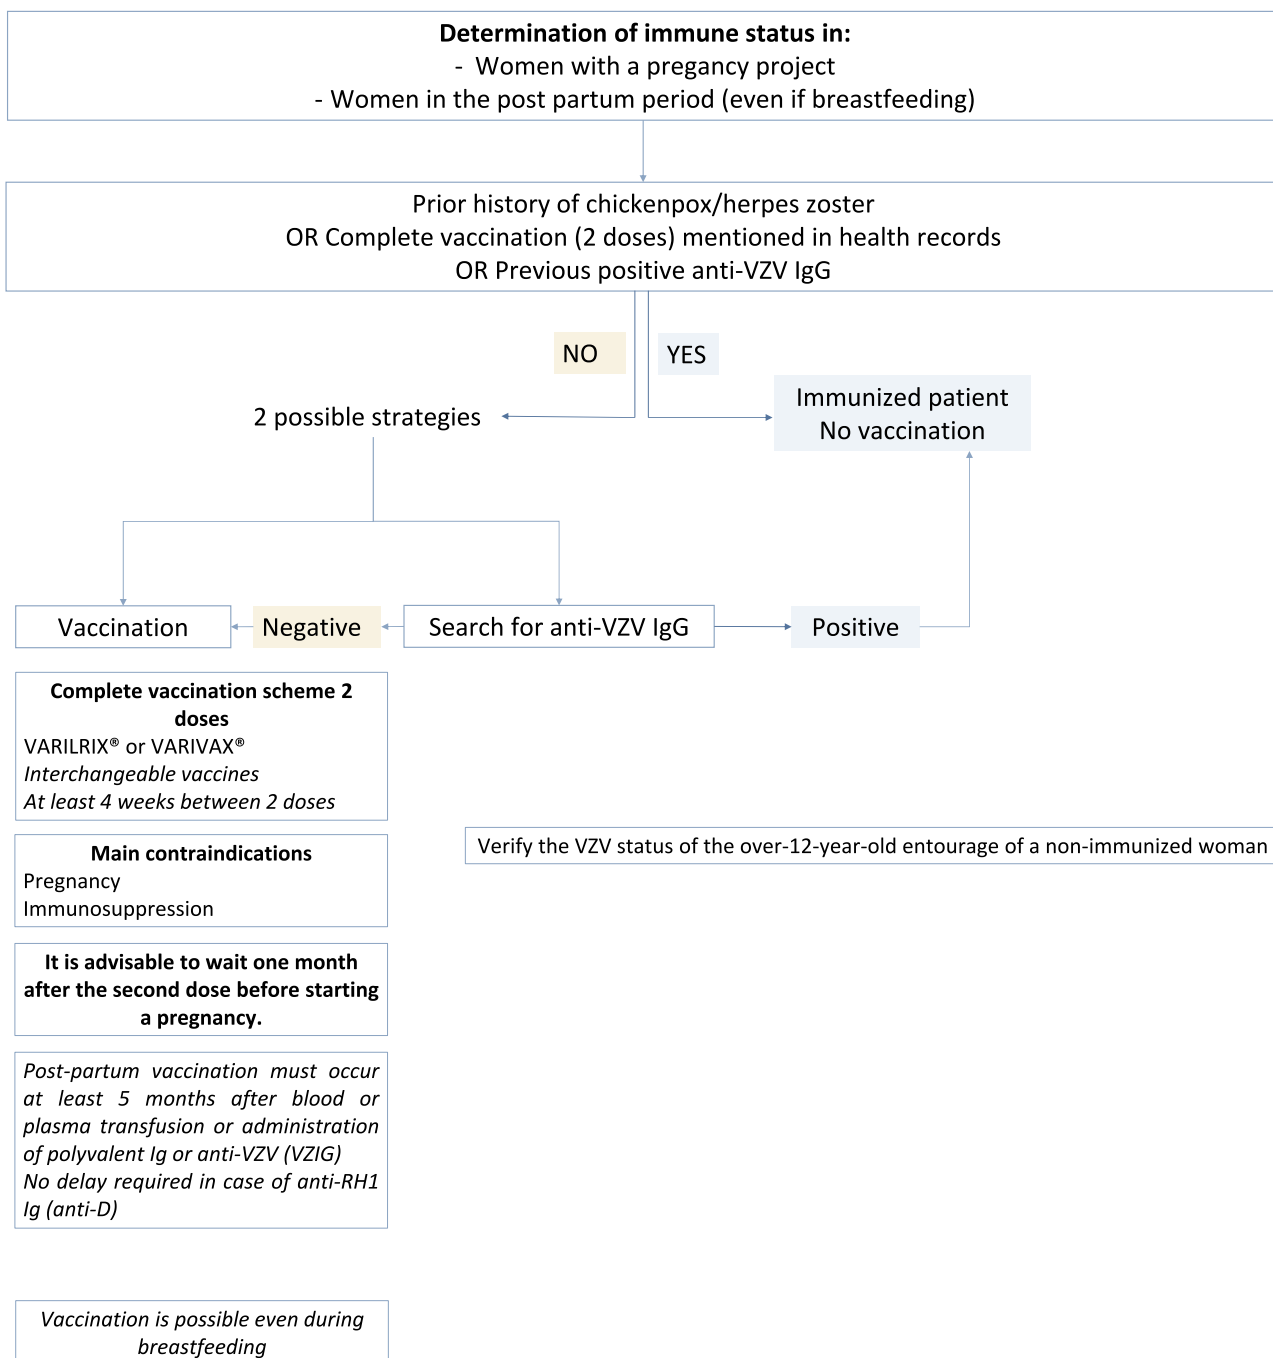 Determination of immune status in:
- Women with a pregancy project
- Women in the post partum period (even if breastfeeding)
Prior history of chickenpox/herpes zoster
OR Complete vaccination (2 doses) mentioned in health records
OR Previous positive anti-VZV IgG
NO
YES
Immunized patient
No vaccination
2 possible strategies
Vaccination
Negative
Search for anti-VZV IgG
Positive
Complete vaccination scheme 2
doses
VARILRIX® or VARIVAX®
Interchangeable vaccines
At least 4 weeks between 2 doses
Verify the VZV status of the over-12-year-old entourage of a non-immunized woman
Main contraindications
Pregnancy
Immunosuppression
It is advisable to wait one month
after the second dose before starting
a pregnancy.
Post-partum vaccination must occur
at least 5 months after blood or
plasma transfusion or administration
of polyvalent Ig or anti-VZV (VZIG)
No delay required in case of anti-RH1
Ig (anti-D)
Vaccination is possible even during
breastfeeding